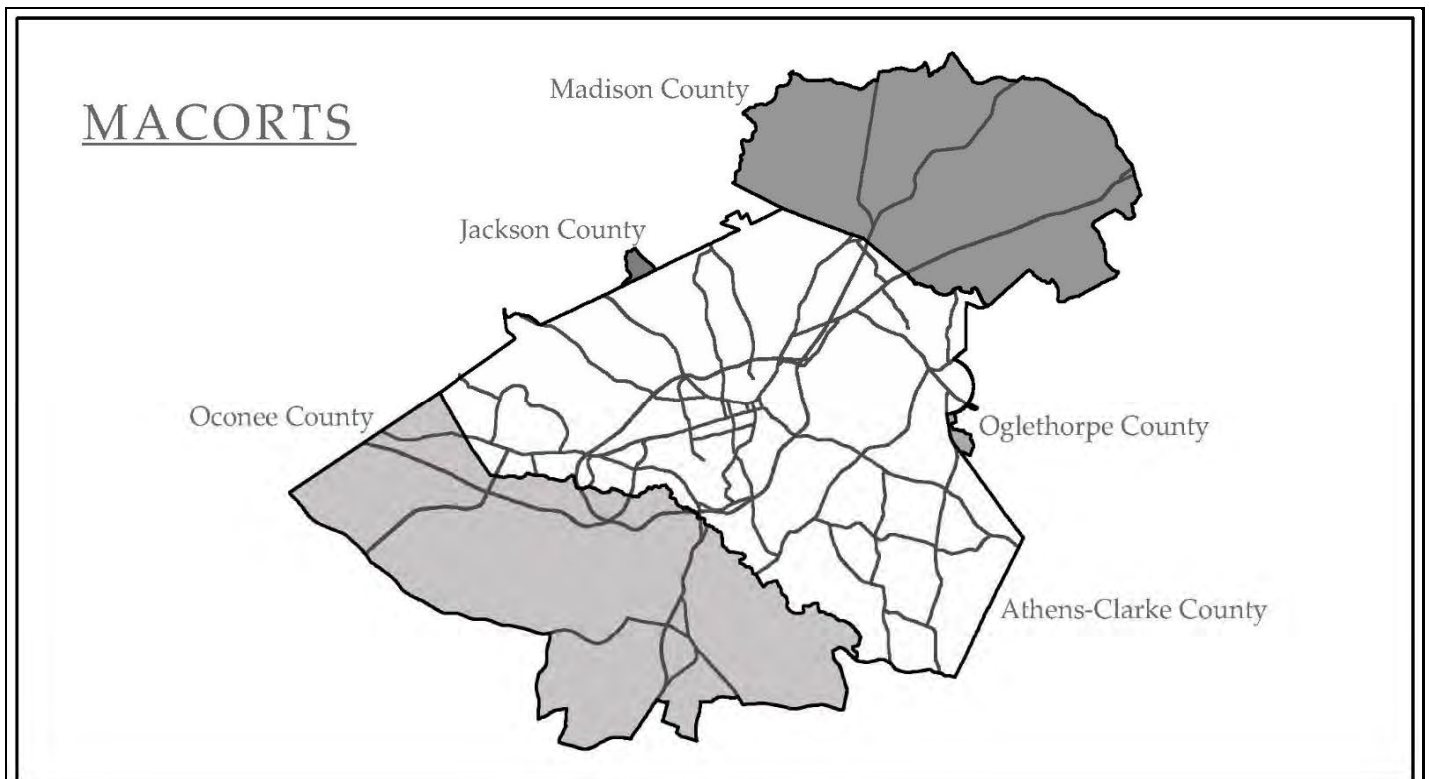 MACORTS
Madison County
Jackson County
Oconee County
Oglethorpe County
Athens-Clarke County